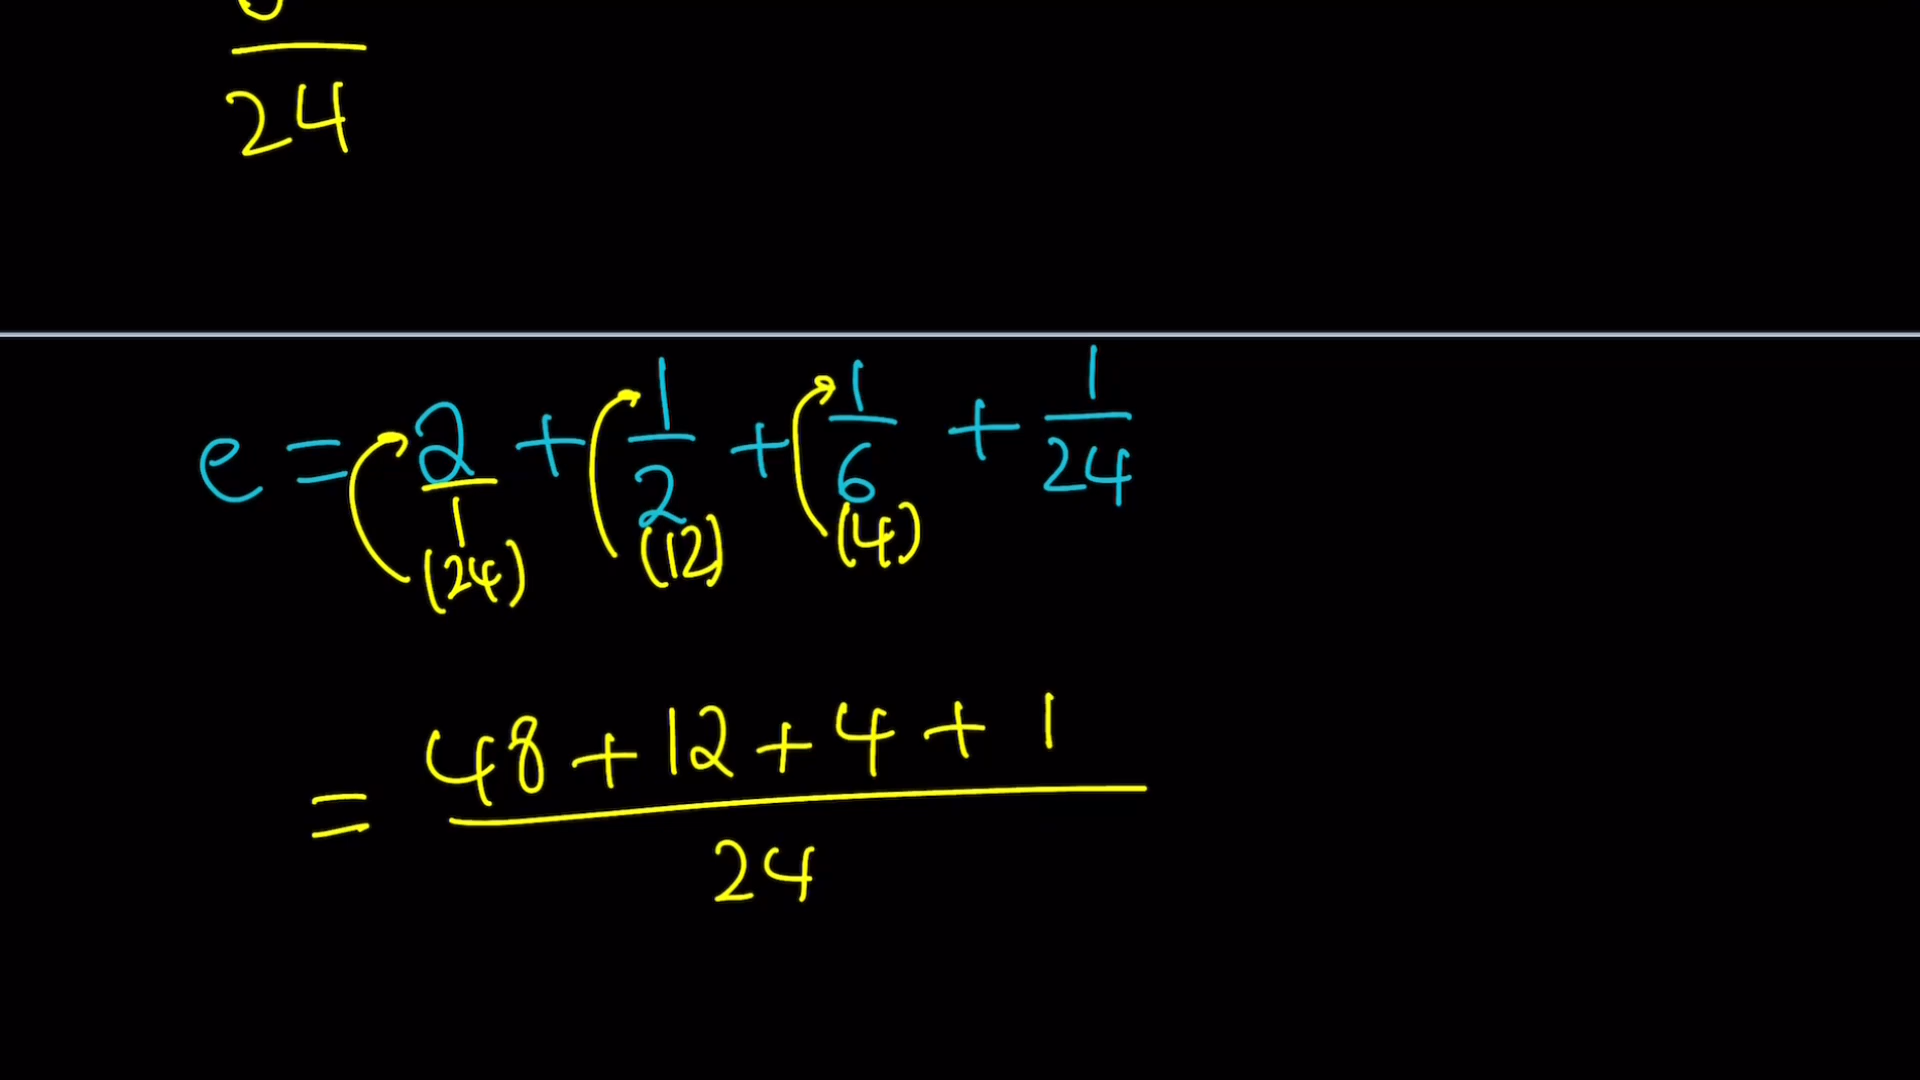 24
e = 2/1 + 1/2 + 1/6 + 1/24
(24) (12) (4)
= 48 + 12 + 4 + 1
24